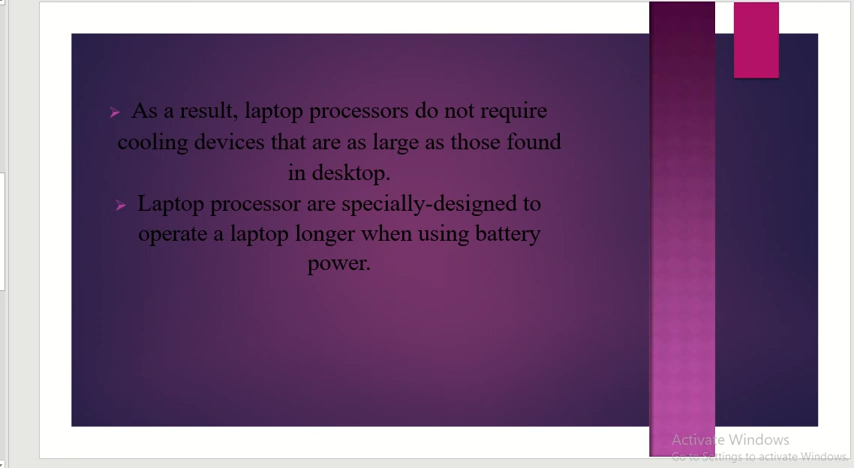 As a result, laptop processors do not require
cooling devices that are as large as those found
in desktop.
Laptop processor are specially-designed to
operate a laptop longer when using battery
power.
Activate Windows
Go to Settings to activate Windows.